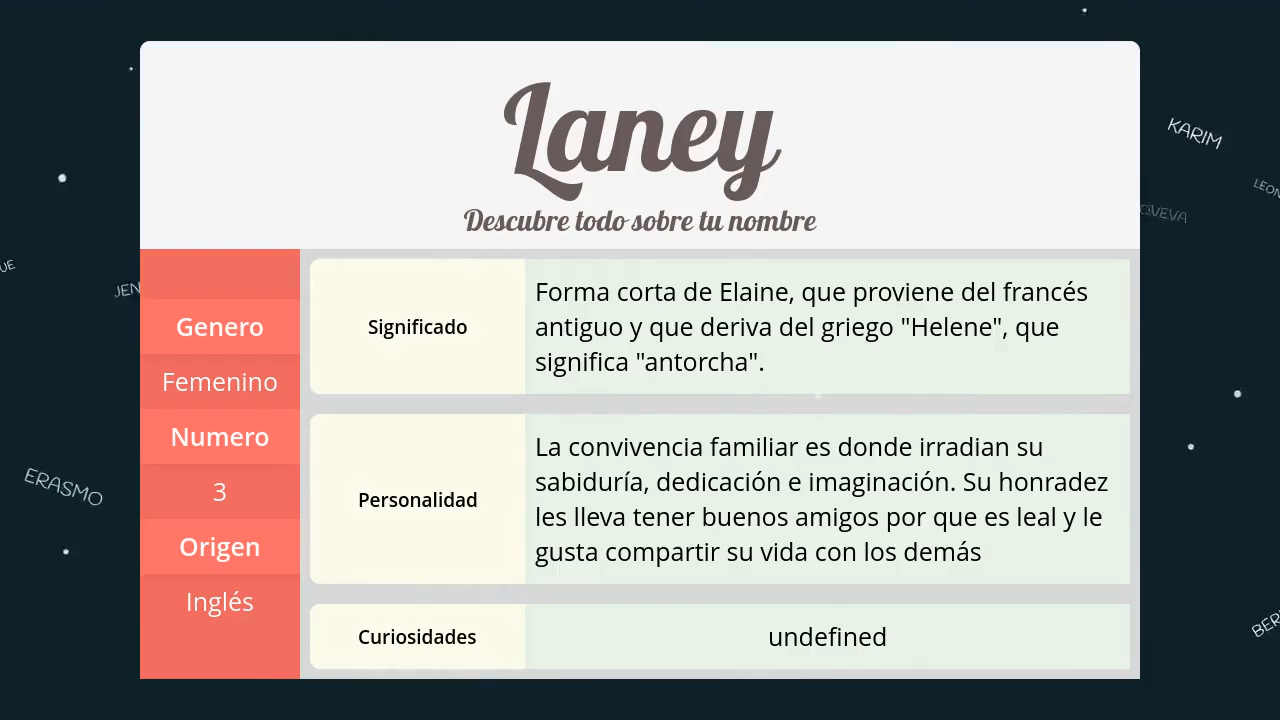 Laney
Descubre todo sobre tu nombre
Genero
Femenino
Numero
3
Origen
Inglés
Significado
Forma corta de Elaine, que proviene del francés
antiguo y que deriva del griego "Helene", que
significa "antorcha".
Personalidad
La convivencia familiar es donde irradian su
sabiduría, dedicación e imaginación. Su honradez
les lleva tener buenos amigos por que es leal y le
gusta compartir su vida con los demás
Curiosidades
undefined
KARIM
ERASMO